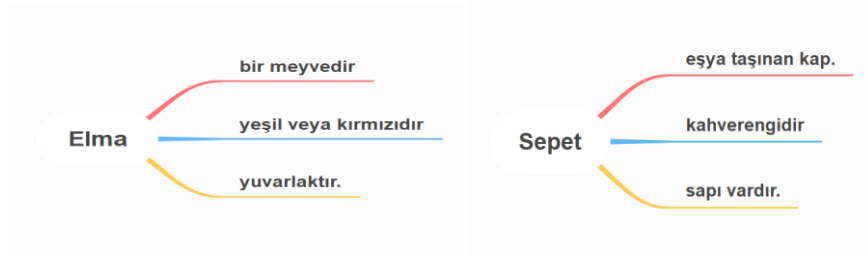 Elma
bir meyvedir
yeşil veya kırmızıdır
yuvarlaktır.
Sepet
eşya taşınan kap.
kahverengidir
sapı vardır.